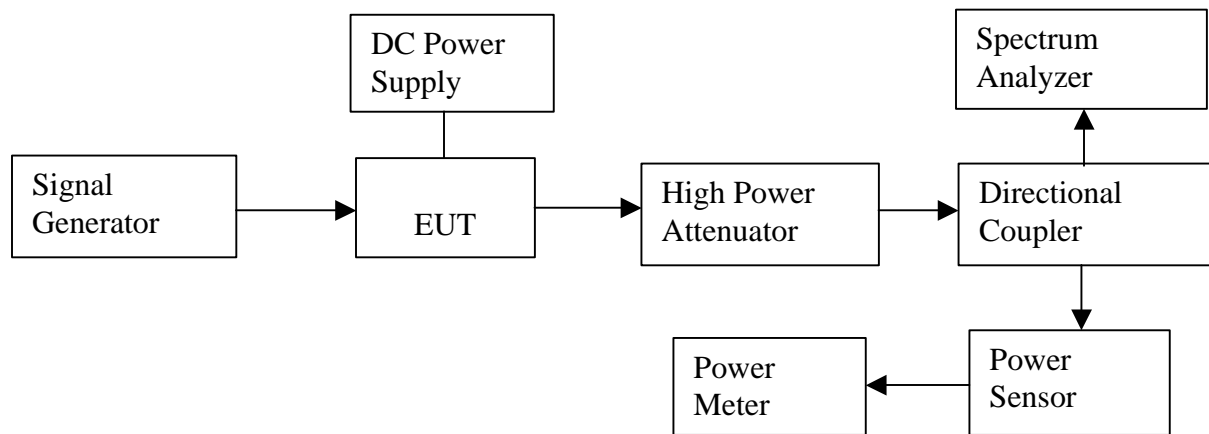 DC Power
Supply
Spectrum
Analyzer
Signal
Generator
EUT
High Power
Attenuator
Directional
Coupler
Power
Meter
Power
Sensor